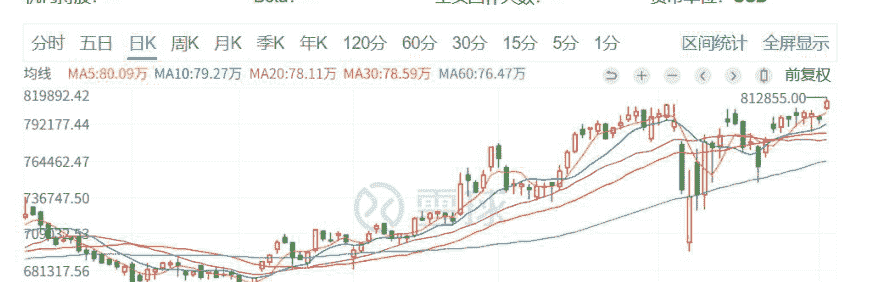 分时 五日 日K 周K 月K 季K 年K 120分 60分 30分 15分 5分 1分 区间统计 全屏显示
均线 MA5:80.09万 MA10:79.27万 MA20:78.11万 MA30:78.59万 MA60:76.47万 前复权
819892.42
812855.00
792177.44
764462.47
736747.50
雪球
709032.53
681317.56